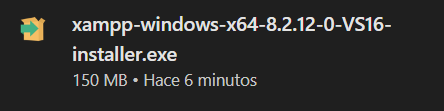 xampp-windows-x64-8.2.12-0-VS16-
installer.exe
150 MB • Hace 6 minutos